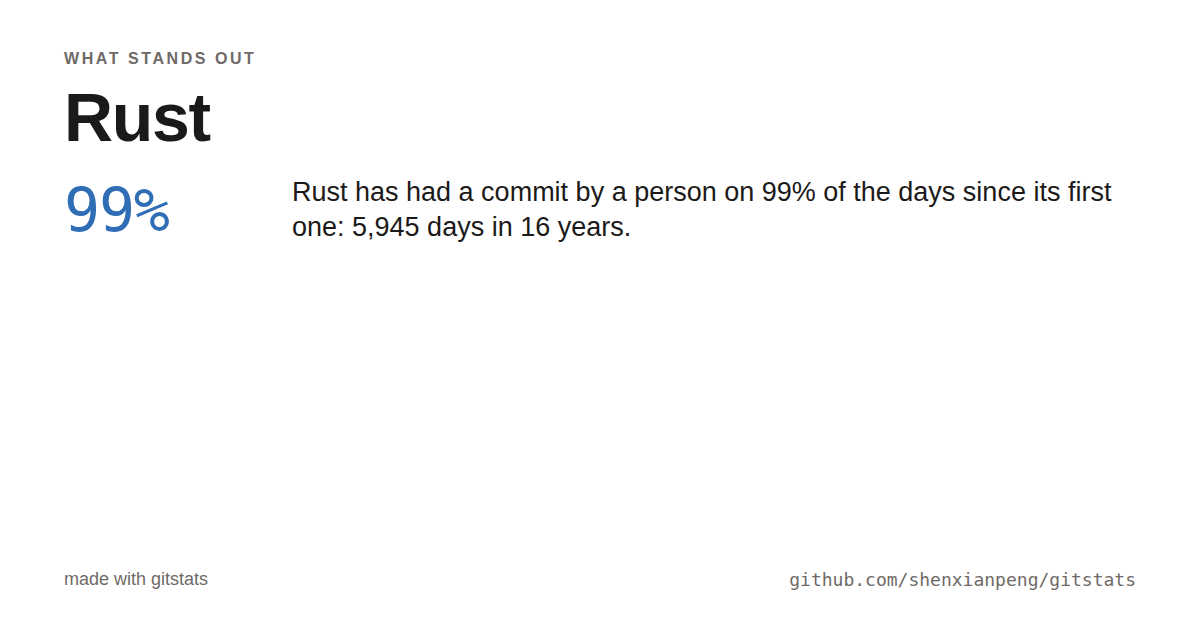 WHAT STANDS OUT
Rust
99%
Rust has had a commit by a person on 99% of the days since its first
one: 5,945 days in 16 years.
made with gitstats
github.com/shenxianpeng/gitstats